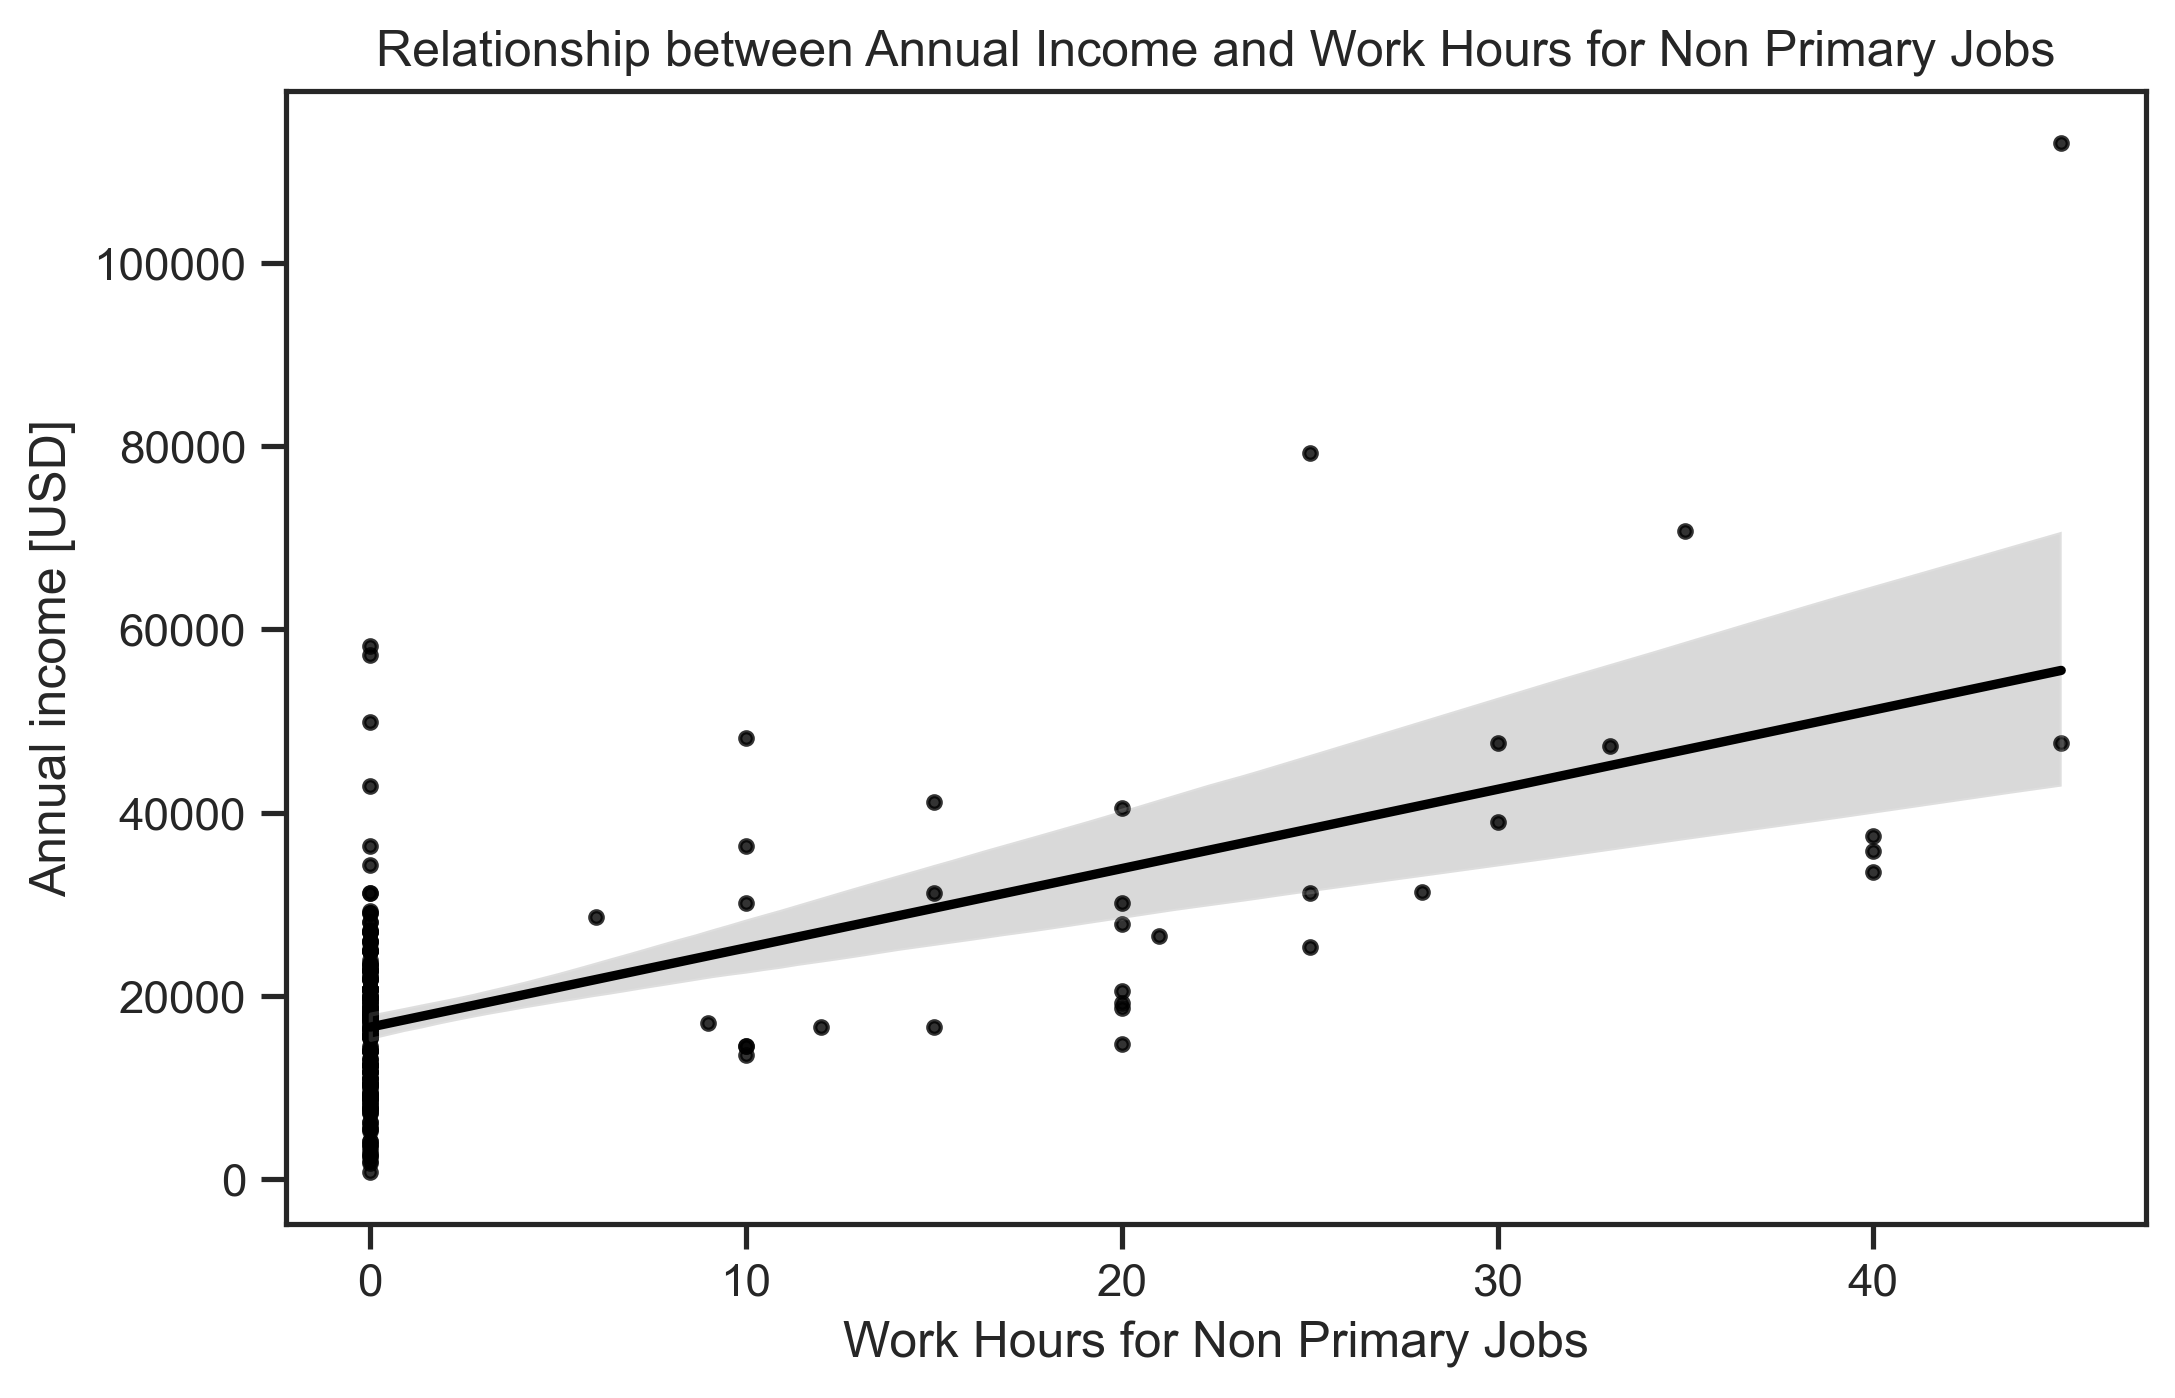 Relationship between Annual Income and Work Hours for Non Primary Jobs
Annual income [USD]
100000
80000
60000
40000
20000
0
0 10 20 30 40
Work Hours for Non Primary Jobs